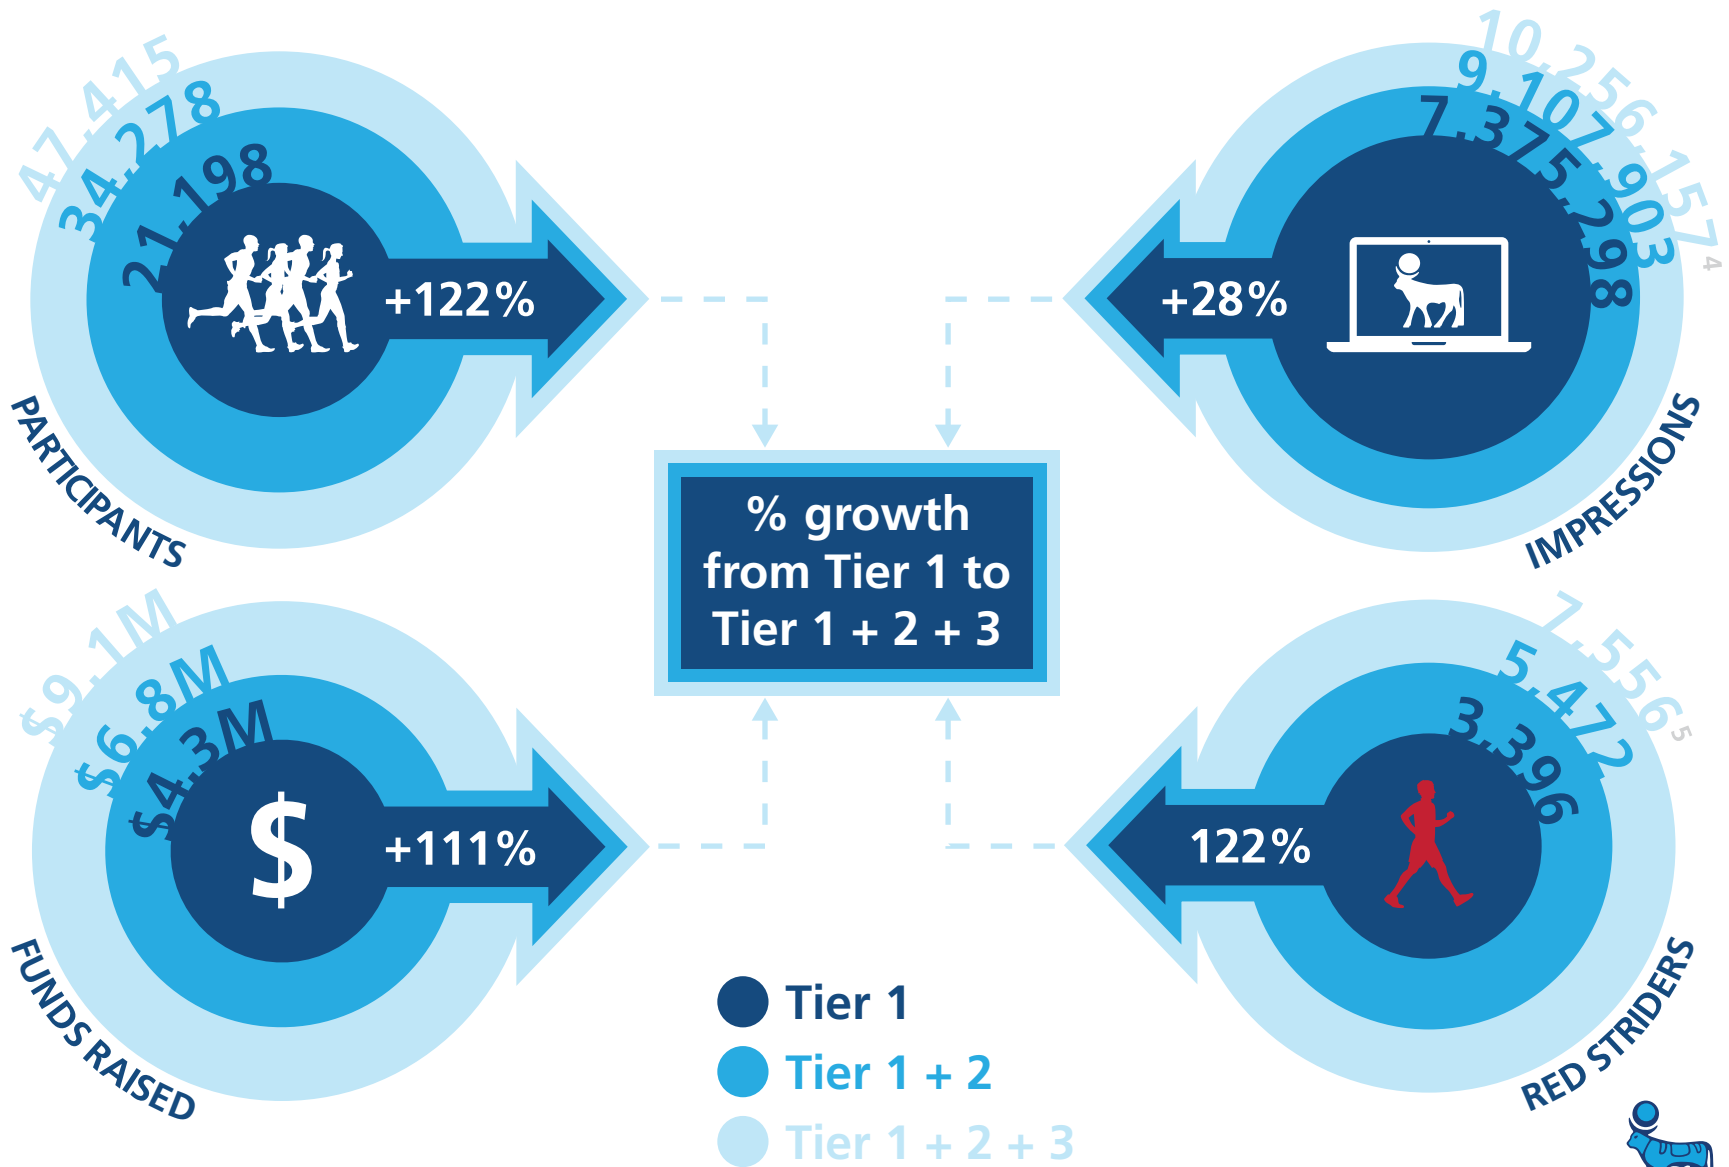 47,415
34,278
21,198
+122%
PARTICIPANTS
10,256,157 4
9,107,903
7,375,298
+28%
IMPRESSIONS
% growth
from Tier 1 to
Tier 1 + 2 + 3
$9.1M
$6.8M
$4.3M
$
+111%
FUNDS RAISED
7,556 5
5,472
3,396
122%
RED STRIDERS
Tier 1
Tier 1 + 2
Tier 1 + 2 + 3